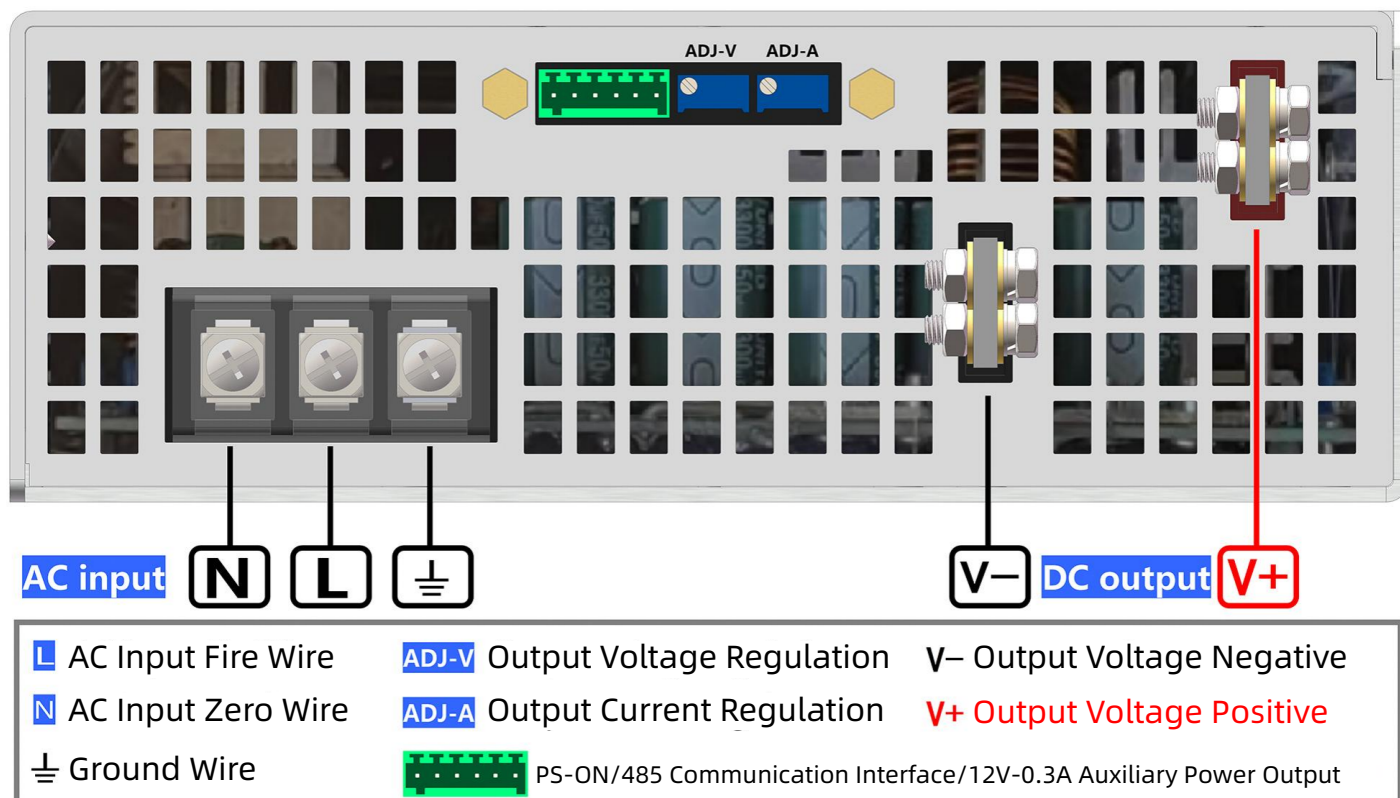 ADJ-V ADJ-A
AC input N L V− DC output V+
L AC Input Fire Wire ADJ-V Output Voltage Regulation V− Output Voltage Negative
N AC Input Zero Wire ADJ-A Output Current Regulation V+ Output Voltage Positive
Ground Wire PS-ON/485 Communication Interface/12V-0.3A Auxiliary Power Output